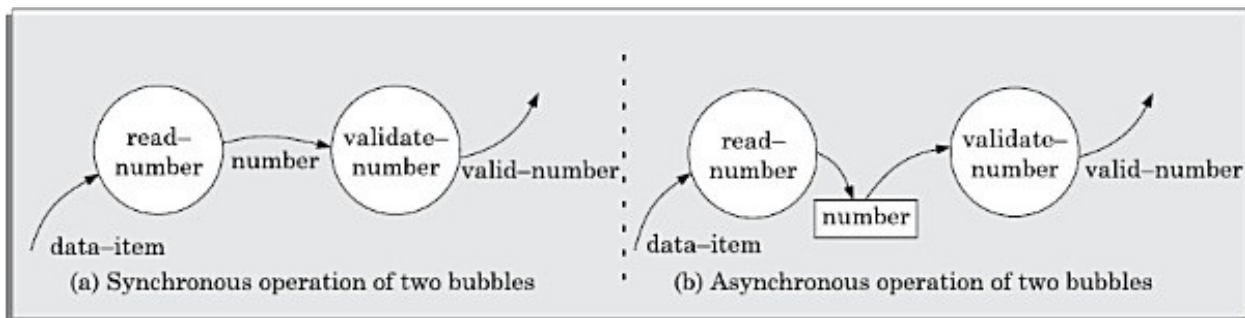 read–
number
number
validate–
number
valid–number
data–item
(a) Synchronous operation of two bubbles
read–
number
number
validate–
number
valid–number
data–item
(b) Asynchronous operation of two bubbles